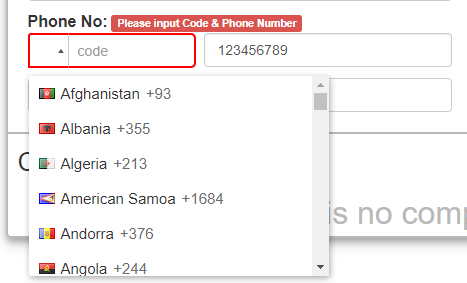 Phone No: Please input Code & Phone Number
code 123456789
Afghanistan +93
Albania +355
Algeria +213
American Samoa +1684
Andorra +376
Angola +244
is no comp